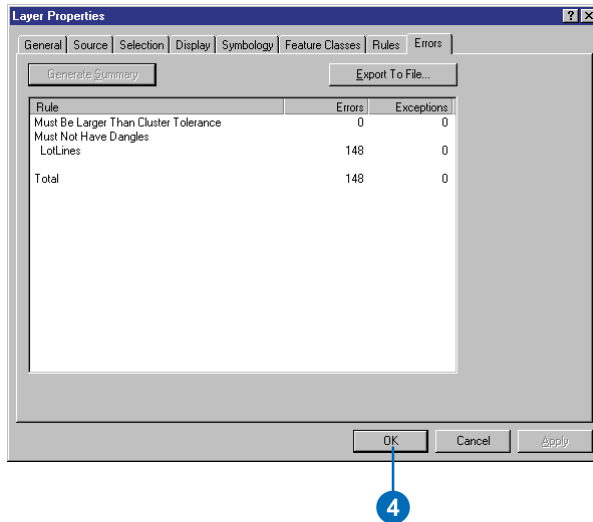 Layer Properties
General Source Selection Display Symbology Feature Classes Rules Errors
Generate Summary Export To File...
Rule Errors Exceptions
Must Be Larger Than Cluster Tolerance 0 0
Must Not Have Dangles
LotLines 148 0
Total 148 0
OK Cancel Apply
4